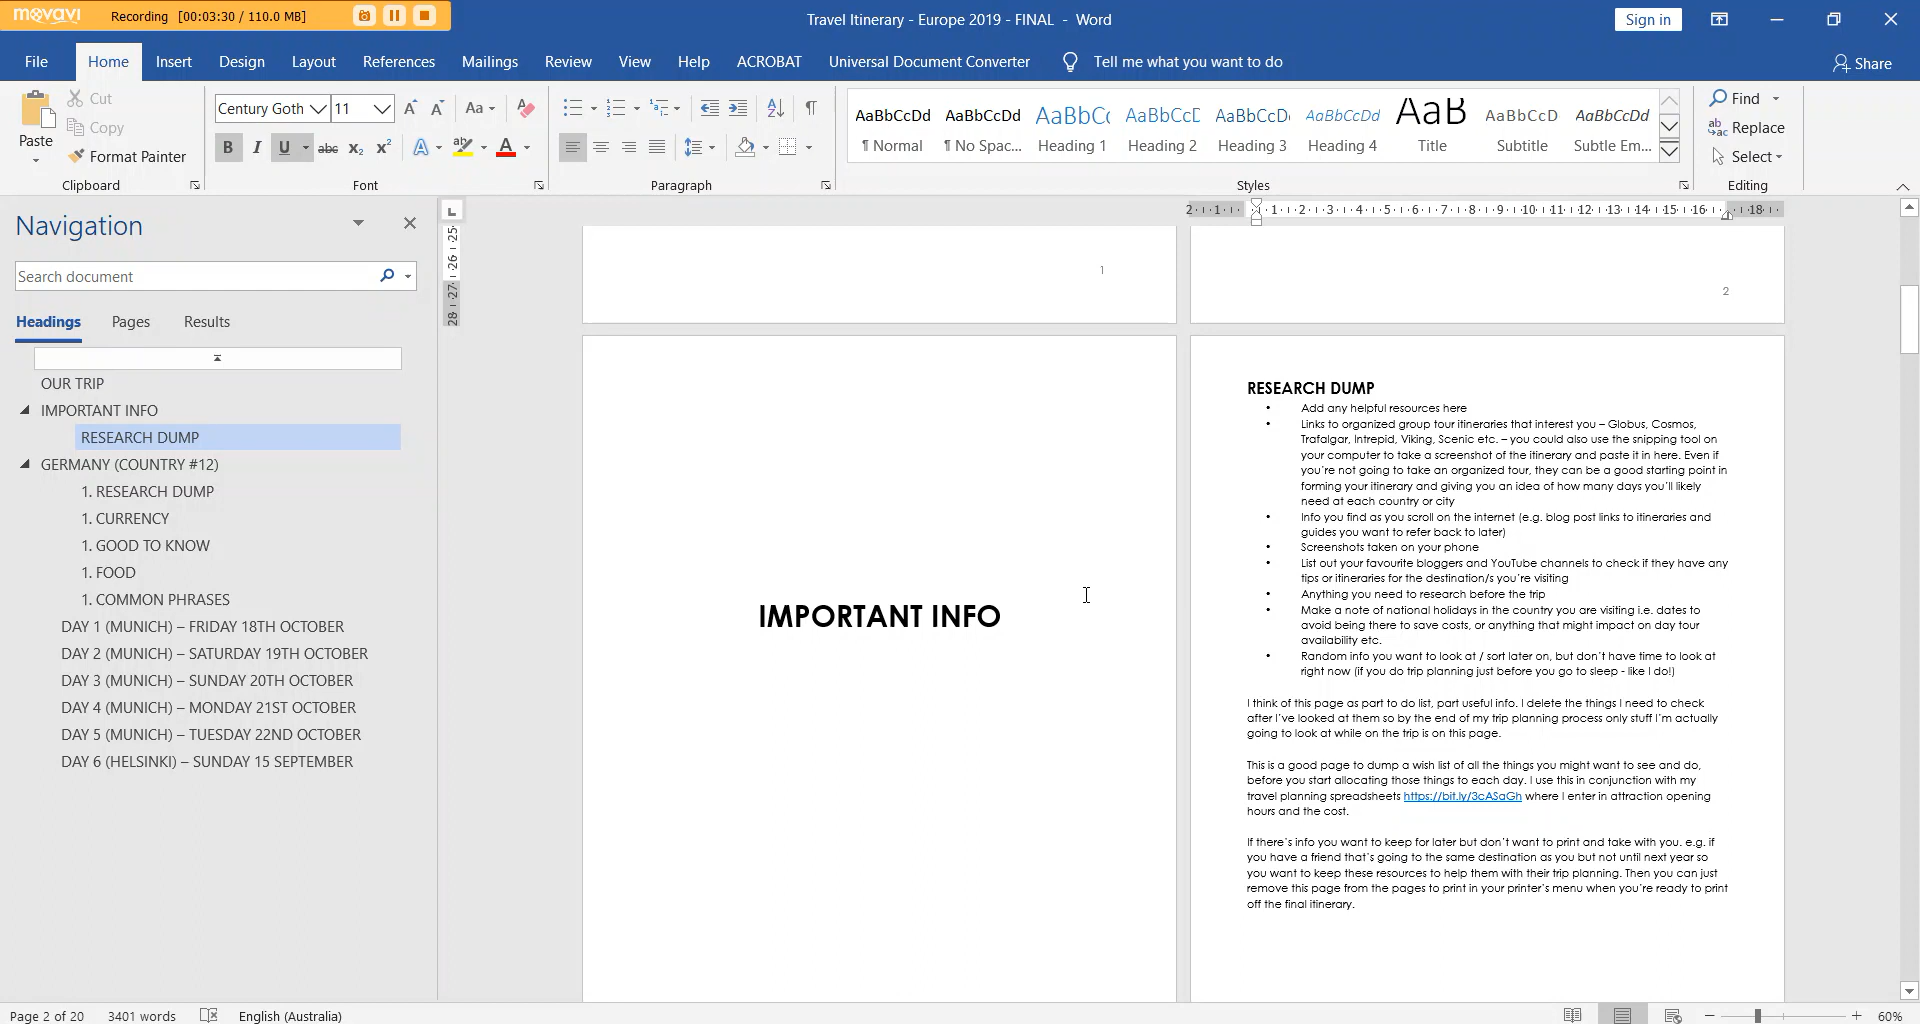 movavi Recording [00:03:30 / 110.0 MB]
Travel Itinerary - Europe 2019 - FINAL - Word
Sign in
File Home Insert Design Layout References Mailings Review View Help ACROBAT Universal Document Converter Tell me what you want to do Share
Paste
Cut
Copy
Format Painter
Clipboard
Century Goth 11
Font
Paragraph
AaBbCcDd AaBbCcDd AaBbCc AaBbCcD AaBbCcD AaBbCcDd AaB AaBbCcD AaBbCcDd
¶ Normal ¶ No Spac... Heading 1 Heading 2 Heading 3 Heading 4 Title Subtitle Subtle Em...
Styles
Find
Replace
Select
Editing
Navigation
Search document
Headings Pages Results
OUR TRIP
IMPORTANT INFO
RESEARCH DUMP
GERMANY (COUNTRY #12)
1. RESEARCH DUMP
1. CURRENCY
1. GOOD TO KNOW
1. FOOD
1. COMMON PHRASES
DAY 1 (MUNICH) – FRIDAY 18TH OCTOBER
DAY 2 (MUNICH) – SATURDAY 19TH OCTOBER
DAY 3 (MUNICH) – SUNDAY 20TH OCTOBER
DAY 4 (MUNICH) – MONDAY 21ST OCTOBER
DAY 5 (MUNICH) – TUESDAY 22ND OCTOBER
DAY 6 (HELSINKI) – SUNDAY 15 SEPTEMBER
2 1 1 2 3 4 5 6 7 8 9 10 11 12 13 14 15 16 18
25 26 27 28
1
2
IMPORTANT INFO
RESEARCH DUMP
• Add any helpful resources here
• Links to organized group tour itineraries that interest you – Globus, Cosmos,
Trafalgar, Intrepid, Viking, Scenic etc. – you could also use the snipping tool on
your computer to take a screenshot of the itinerary and paste it in here. Even if
you're not going to take an organized tour, they can be a good starting point in
forming your itinerary and giving you an idea of how many days you'll likely
need at each country or city
• Info you find as you scroll on the internet (e.g. blog post links to itineraries and
guides you want to refer back to later)
• Screenshots taken on your phone
• List out your favourite bloggers and YouTube channels to check if they have any
tips or itineraries for the destination/s you're visiting
• Anything you need to research before the trip
• Make a note of national holidays in the country you are visiting i.e. dates to
avoid being there to save costs, or anything that might impact on day tour
availability etc.
• Random info you want to look at / sort later on, but don't have time to look at
right now (if you do trip planning just before you go to sleep - like I do!)
I think of this page as part to do list, part useful info. I delete the things I need to check
after I've looked at them so by the end of my trip planning process only stuff I'm actually
going to look at while on the trip is on this page.
This is a good page to dump a wish list of all the things you might want to see and do,
before you start allocating those things to each day. I use this in conjunction with my
travel planning spreadsheets https://bit.ly/3cASaGh where I enter in attraction opening
hours and the cost.
If there's info you want to keep for later but don't want to print and take with you. e.g. if
you have a friend that's going to the same destination as you but not until next year so
you want to keep these resources to help them with their trip planning. Then you can just
remove this page from the pages to print in your printer's menu when you're ready to print
off the final itinerary.
Page 2 of 20 3401 words English (Australia) 60%